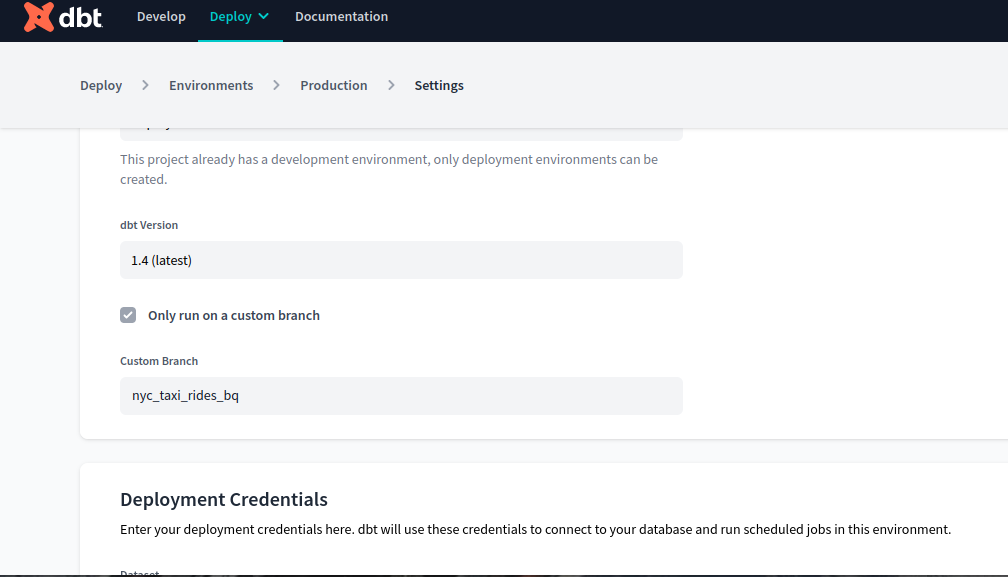 dbt
Develop
Deploy
Documentation
Deploy > Environments > Production > Settings
This project already has a development environment, only deployment environments can be
created.
dbt Version
1.4 (latest)
Only run on a custom branch
Custom Branch
nyc_taxi_rides_bq
Deployment Credentials
Enter your deployment credentials here. dbt will use these credentials to connect to your database and run scheduled jobs in this environment.
Dataset